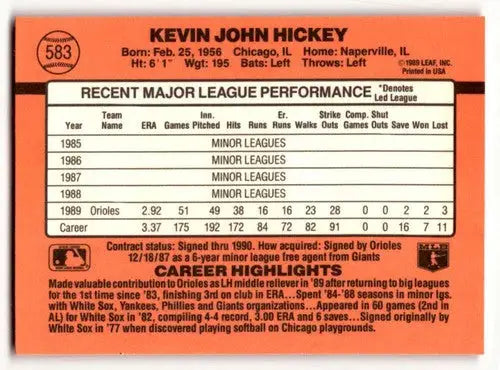 583
KEVIN JOHN HICKEY
Born: Feb. 25, 1956 Chicago, IL Home: Naperville, IL
Ht: 6' 1" Wgt: 195 Bats: Left Throws: Left
©1989 LEAF, INC.
Printed in USA
RECENT MAJOR LEAGUE PERFORMANCE *Denotes Led League
Year Team Name ERA Games Inn. Pitched Hits Runs Er. Runs Walks Strike Outs Comp. Games Shut Outs Save Won Lost
1985 MINOR LEAGUES
1986 MINOR LEAGUES
1987 MINOR LEAGUES
1988 MINOR LEAGUES
1989 Orioles 2.92 51 49 38 16 16 23 28 0 0 2 2 3
Career 3.37 175 192 172 84 72 82 91 0 0 16 7 11
Contract status: Signed thru 1990. How acquired: Signed by Orioles
12/18/87 as a 6-year minor league free agent from Giants
MLB
CAREER HIGHLIGHTS
Made valuable contribution to Orioles as LH middle reliever in '89 after returning to big leagues
for the 1st time since '83, finishing 3rd on club in ERA...Spent '84-'88 seasons in minor lgs.
with White Sox, Yankees, Phillies and Giants organizations...Appeared in 60 games (2nd in
AL) for White Sox in '82, compiling 4-4 record, 3.00 ERA & 6 saves...Signed originally by
White Sox in '77 when discovered playing softball on Chicago playgrounds.